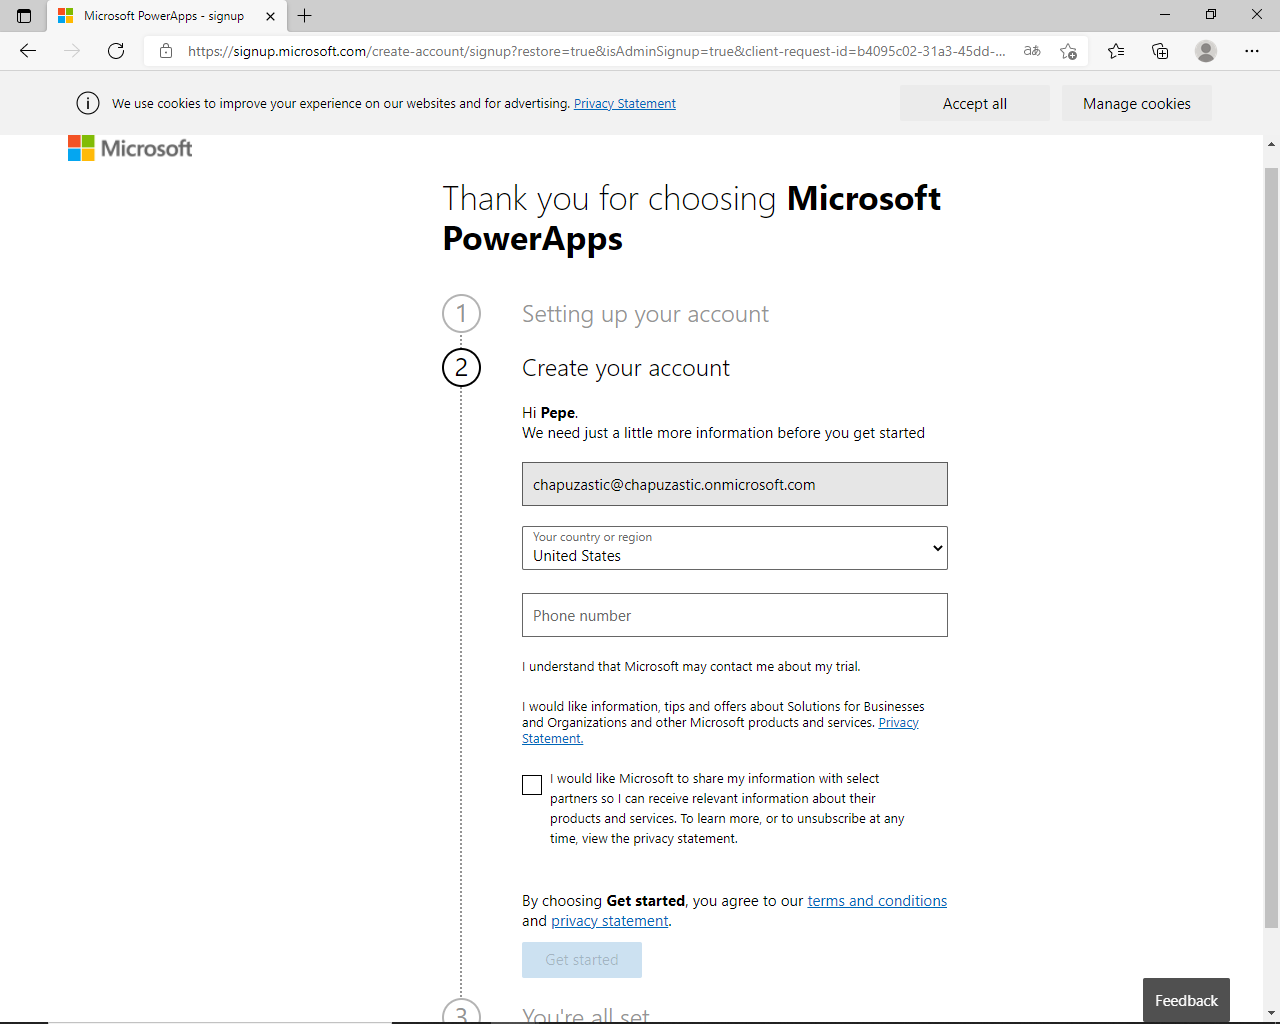 Microsoft PowerApps - signup
https://signup.microsoft.com/create-account/signup?restore=true&isAdminSignup=true&client-request-id=b4095c02-31a3-45dd-...
We use cookies to improve your experience on our websites and for advertising. Privacy Statement
Accept all
Manage cookies
Microsoft
Thank you for choosing Microsoft
PowerApps
1
Setting up your account
2
Create your account
Hi Pepe.
We need just a little more information before you get started
chapuzastic@chapuzastic.onmicrosoft.com
Your country or region
United States
Phone number
I understand that Microsoft may contact me about my trial.
I would like information, tips and offers about Solutions for Businesses
and Organizations and other Microsoft products and services. Privacy
Statement.
I would like Microsoft to share my information with select
partners so I can receive relevant information about their
products and services. To learn more, or to unsubscribe at any
time, view the privacy statement.
By choosing Get started, you agree to our terms and conditions
and privacy statement.
Get started
3
You're all set
Feedback